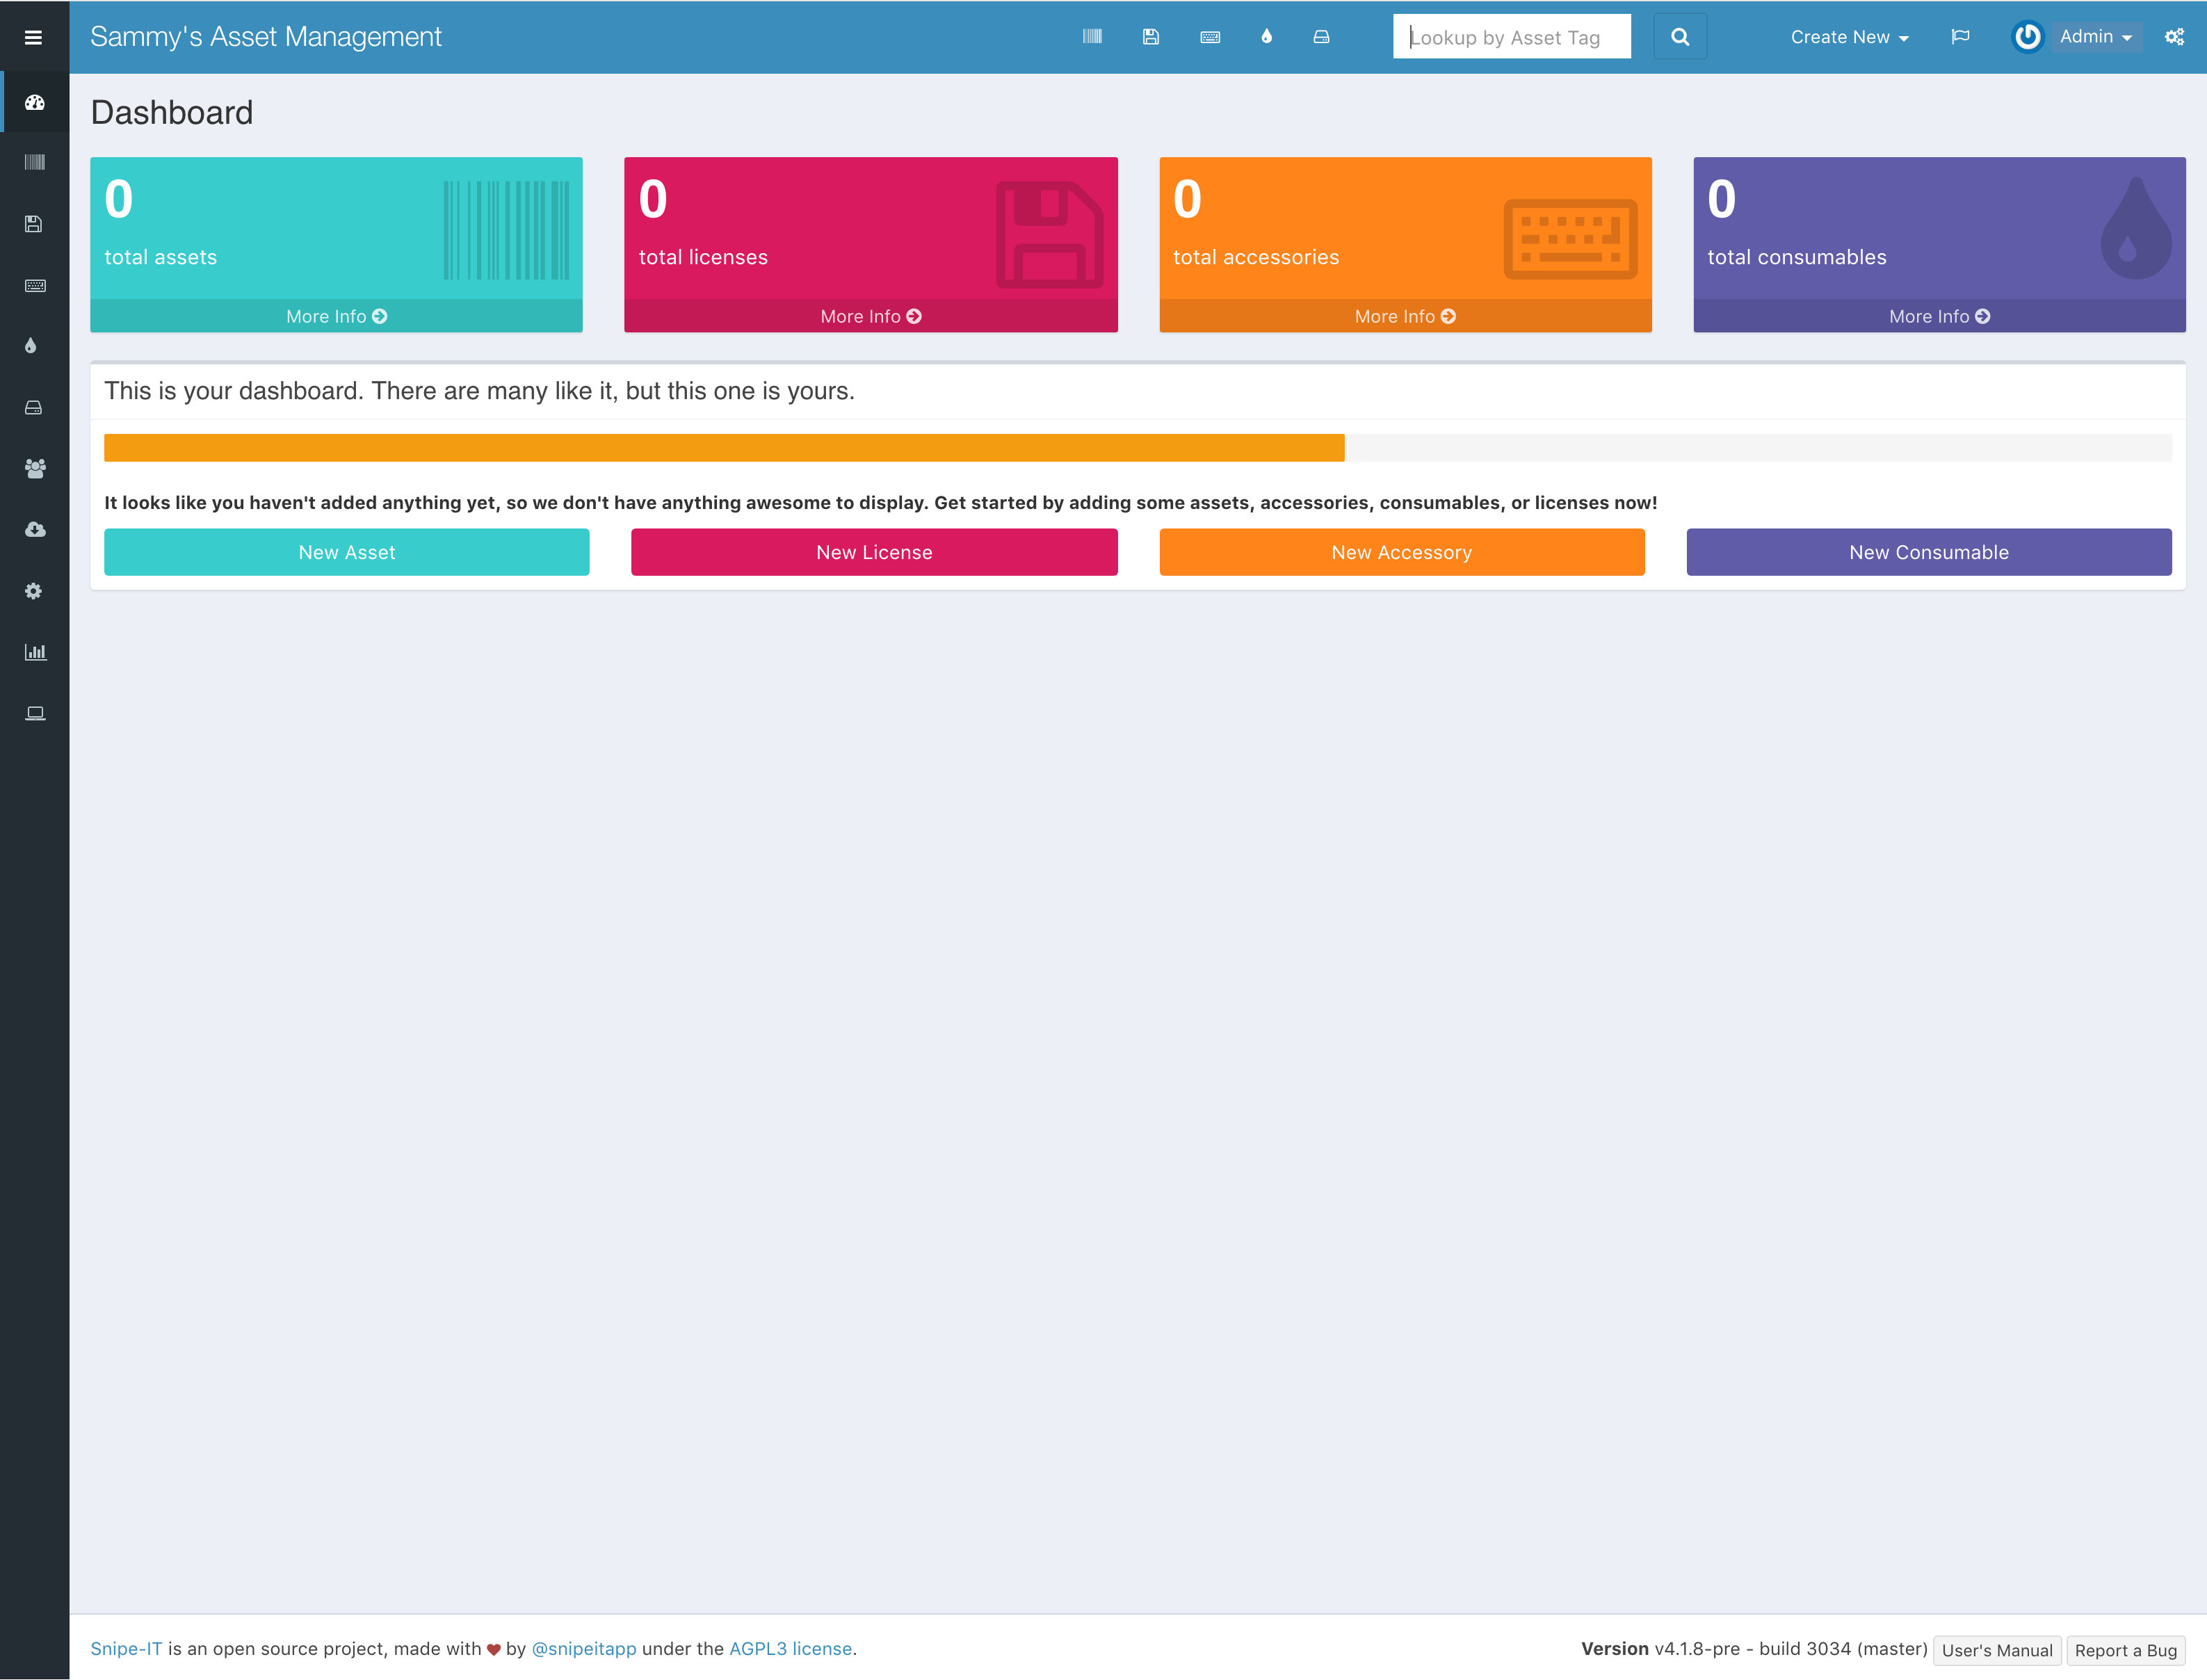 Sammy's Asset Management
Lookup by Asset Tag
Create New
Admin
Dashboard
0
total assets
More Info
0
total licenses
More Info
0
total accessories
More Info
0
total consumables
More Info
This is your dashboard. There are many like it, but this one is yours.
It looks like you haven't added anything yet, so we don't have anything awesome to display. Get started by adding some assets, accessories, consumables, or licenses now!
New Asset
New License
New Accessory
New Consumable
Snipe-IT is an open source project, made with by @snipeitapp under the AGPL3 license.
Version v4.1.8-pre - build 3034 (master)
User's Manual
Report a Bug